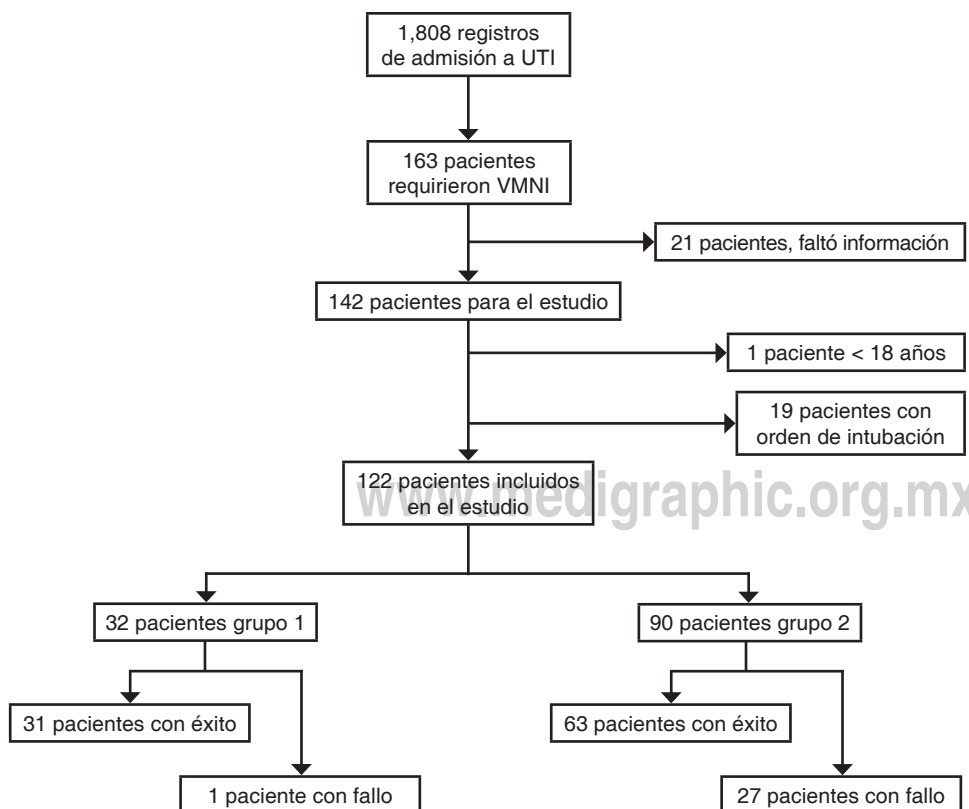 1,808 registros
de admisión a UTI
163 pacientes
requirieron VMNI
21 pacientes, faltó información
142 pacientes para el estudio
1 paciente < 18 años
19 pacientes con
orden de intubación
122 pacientes incluidos
en el estudio
www.medigraphic.org.mx
32 pacientes grupo 1
90 pacientes grupo 2
31 pacientes con éxito
63 pacientes con éxito
1 paciente con fallo
27 pacientes con fallo